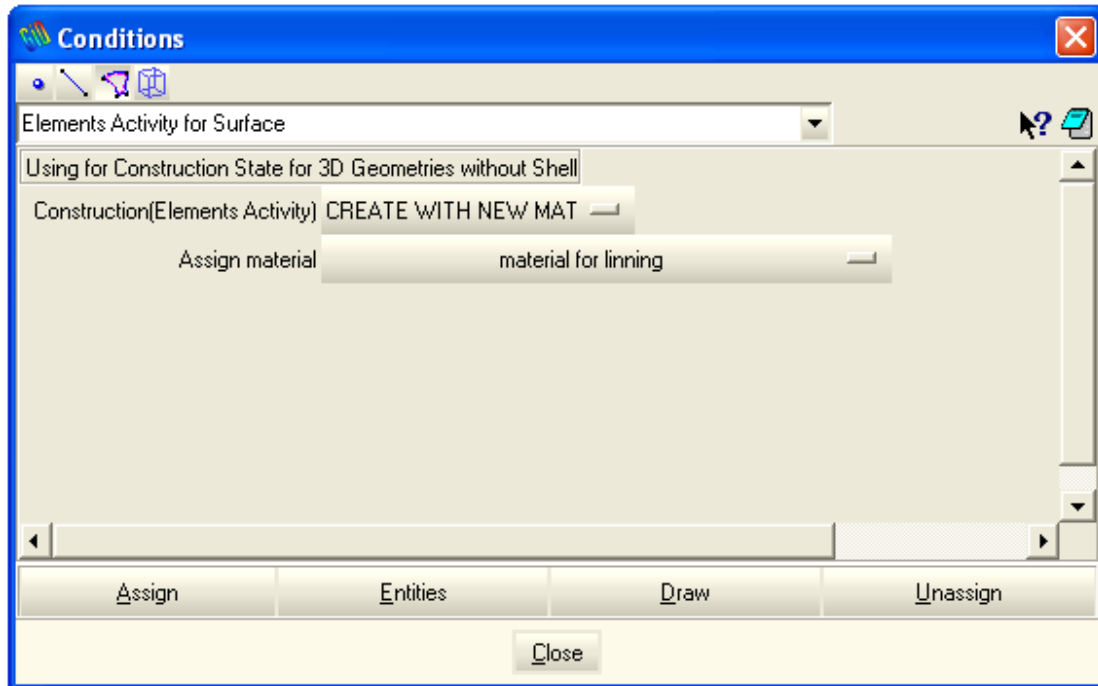 Conditions
Elements Activity for Surface
?
Using for Construction State for 3D Geometries without Shell
Construction(Elements Activity) CREATE WITH NEW MAT
Assign material material for linning
Assign Entities Draw Unassign
Close